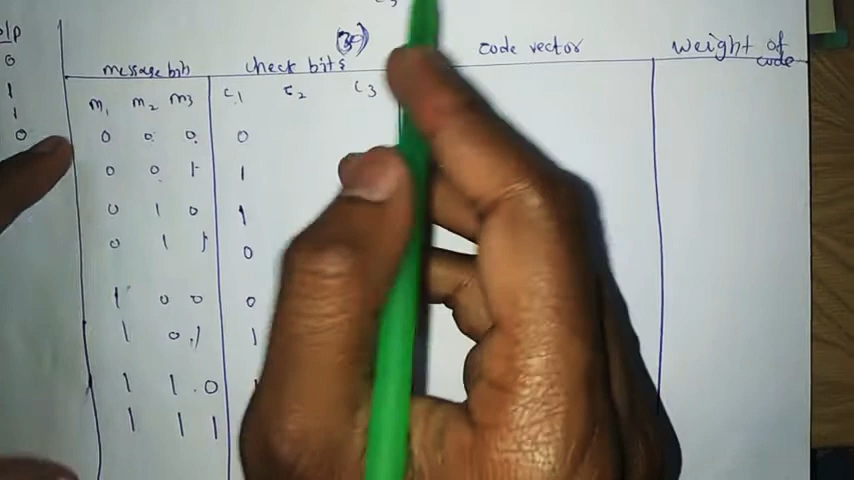 o/p
0
1
1
0
message bits
check bits (3c)
code vector
weight of code
m1 m2 m3 c1 c2 c3
0 0 0 0
0 0 1 1
0 1 0 1
0 1 1 0
1 0 0 0
1 0 1 1
1 1 0
1 1 1